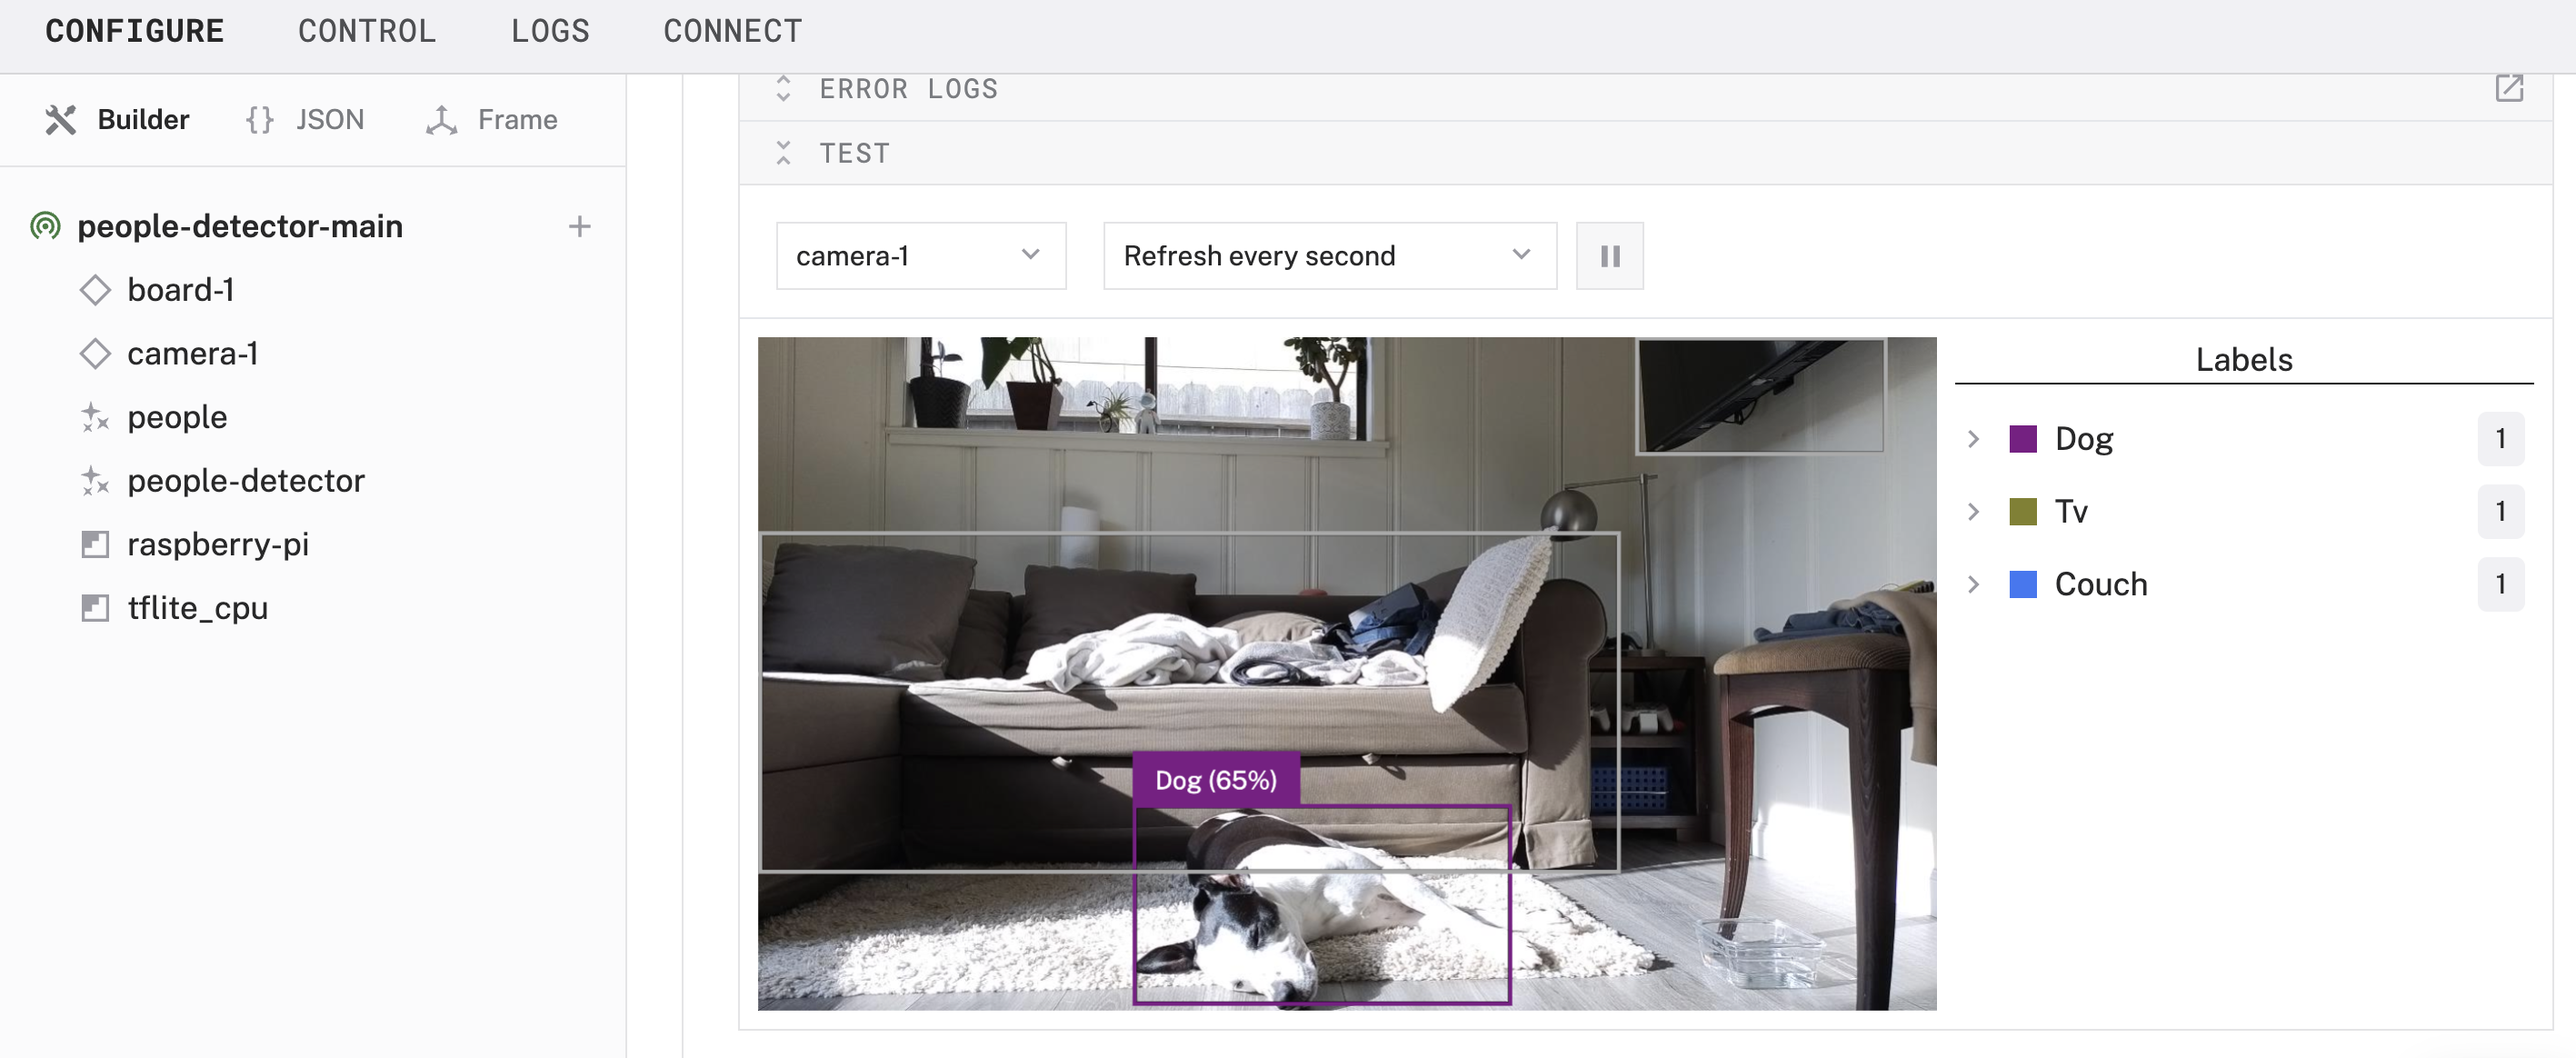 CONFIGURE CONTROL LOGS CONNECT
Builder {} JSON Frame
people-detector-main
board-1
camera-1
people
people-detector
raspberry-pi
tflite_cpu
ERROR LOGS
TEST
camera-1 Refresh every second
Dog (65%)
Labels
Dog 1
Tv 1
Couch 1